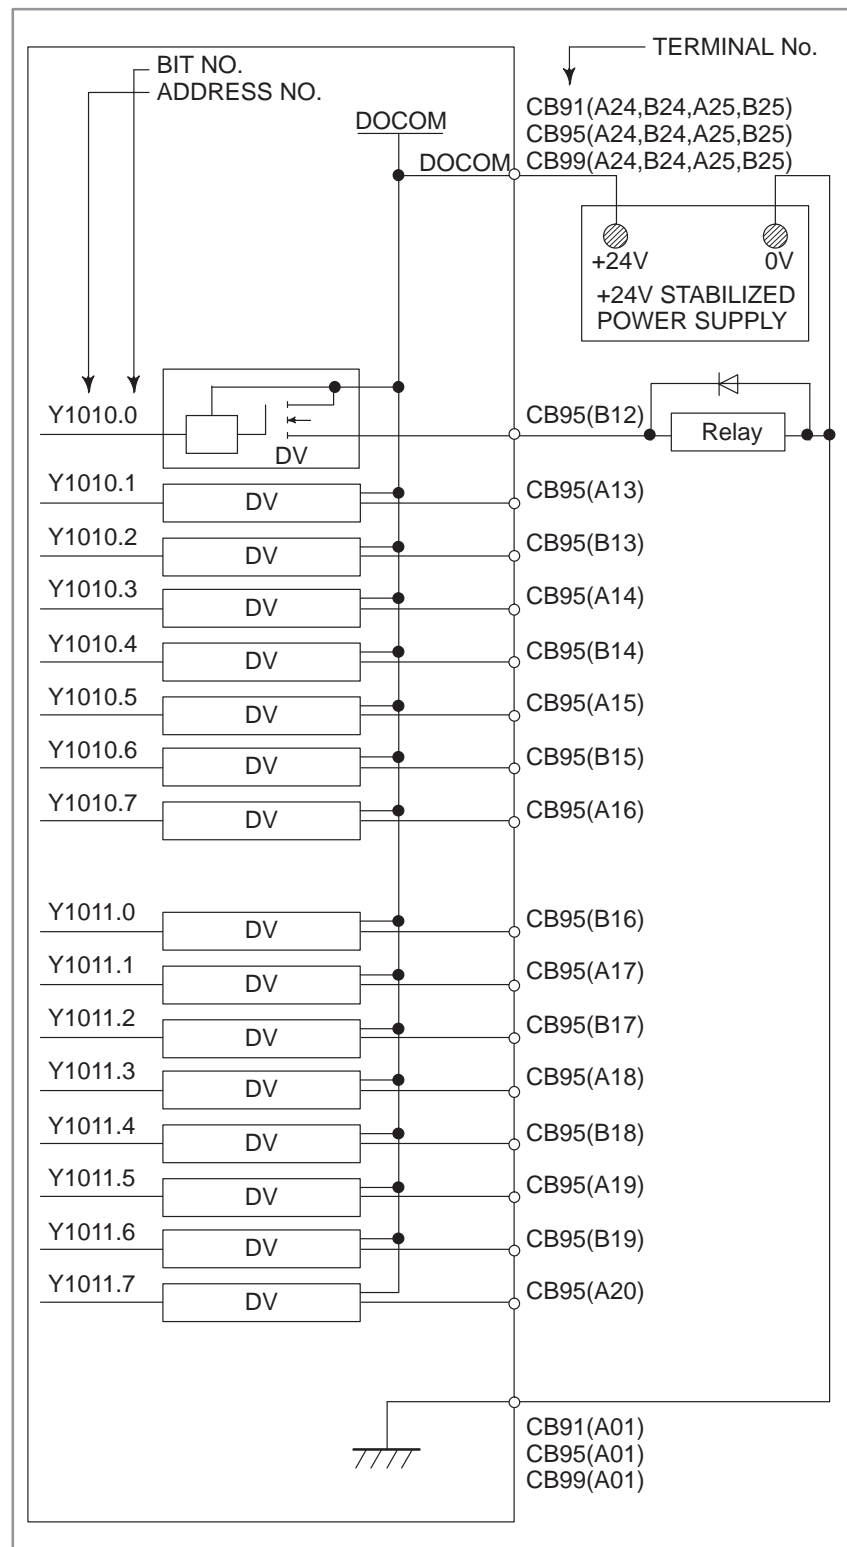 TERMINAL No.
BIT NO.
ADDRESS NO.
CB91(A24,B24,A25,B25)
DOCOM
CB95(A24,B24,A25,B25)
DOCOM
CB99(A24,B24,A25,B25)
+24V
0V
+24V STABILIZED
POWER SUPPLY
Y1010.0
DV
CB95(B12)
Relay
Y1010.1
DV
CB95(A13)
Y1010.2
DV
CB95(B13)
Y1010.3
DV
CB95(A14)
Y1010.4
DV
CB95(B14)
Y1010.5
DV
CB95(A15)
Y1010.6
DV
CB95(B15)
Y1010.7
DV
CB95(A16)
Y1011.0
DV
CB95(B16)
Y1011.1
DV
CB95(A17)
Y1011.2
DV
CB95(B17)
Y1011.3
DV
CB95(A18)
Y1011.4
DV
CB95(B18)
Y1011.5
DV
CB95(A19)
Y1011.6
DV
CB95(B19)
Y1011.7
DV
CB95(A20)
CB91(A01)
CB95(A01)
CB99(A01)